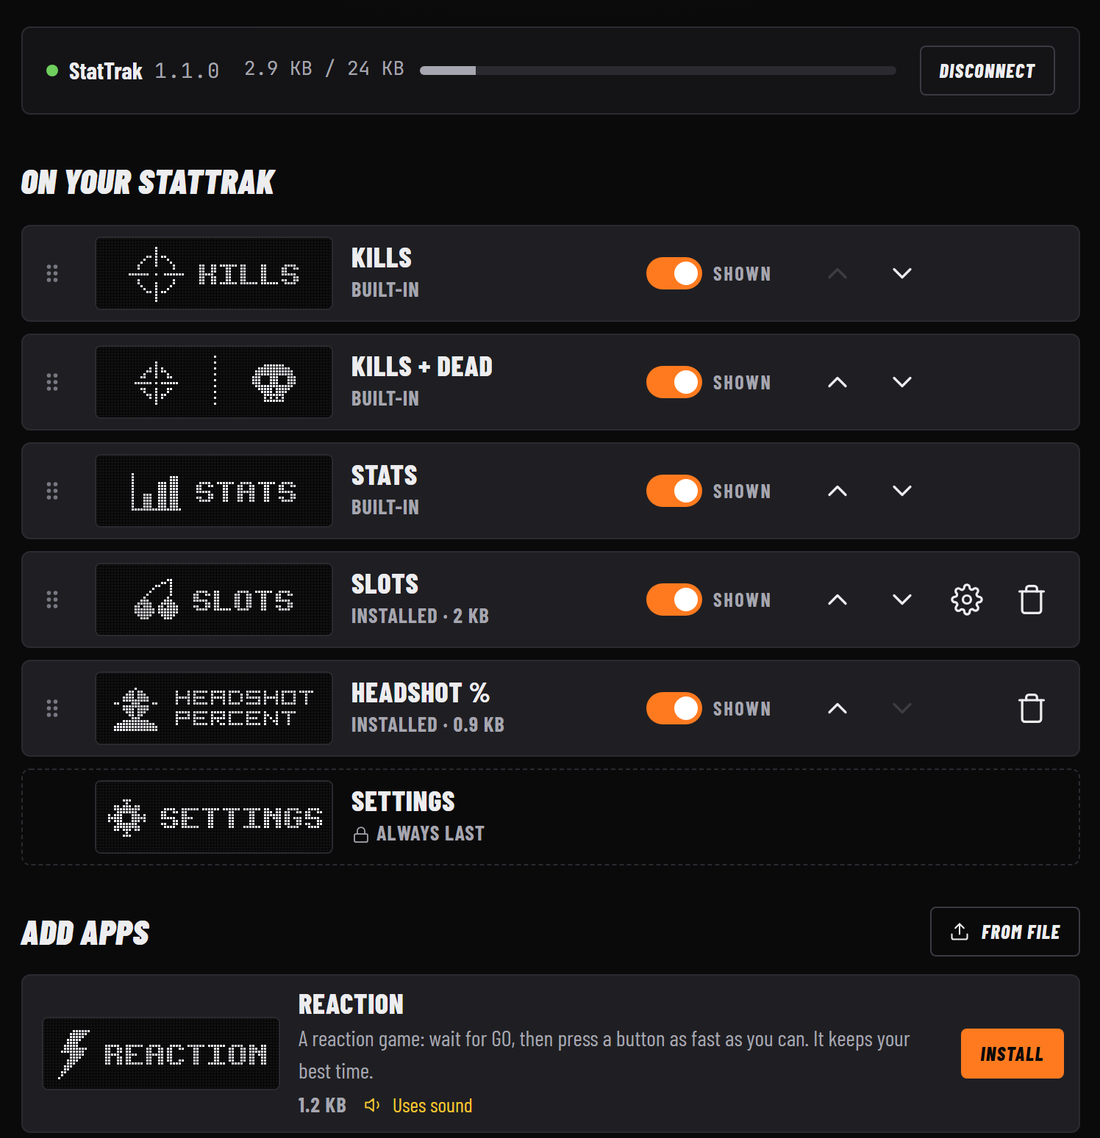 StatTrak 1.1.0 2.9 KB / 24 KB DISCONNECT
ON YOUR STATTRAK
KILLS
KILLS
BUILT-IN
SHOWN
KILLS + DEAD
BUILT-IN
SHOWN
STATS
STATS
BUILT-IN
SHOWN
SLOTS
SLOTS
INSTALLED · 2 KB
SHOWN
HEADSHOT
PERCENT
HEADSHOT %
INSTALLED · 0.9 KB
SHOWN
SETTINGS
SETTINGS
ALWAYS LAST
ADD APPS
FROM FILE
REACTION
REACTION
A reaction game: wait for GO, then press a button as fast as you can. It keeps your
best time.
1.2 KB Uses sound
INSTALL